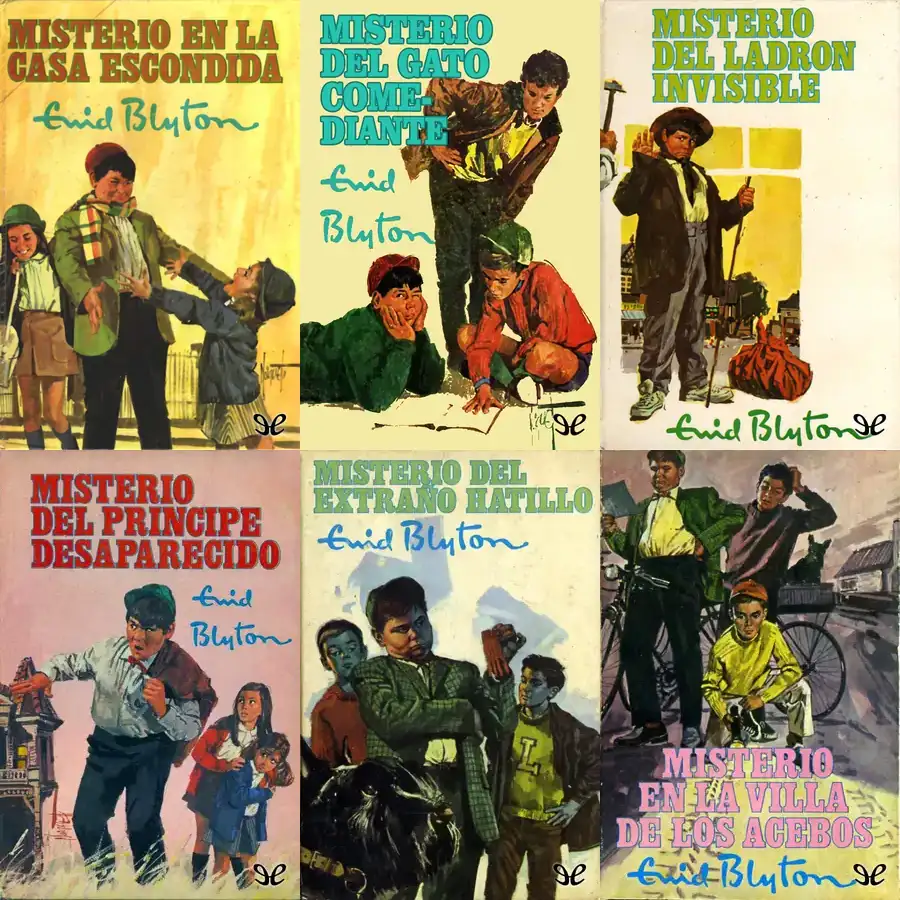 MISTERIO EN LA
CASA ESCONDIDA
Enid Blyton
MISTERIO
DEL GATO
COME-
DIANTE
Enid
Blyton
MISTERIO
DEL LADRON
INVISIBLE
Enid Blyton
MISTERIO
DEL PRINCIPE
DESAPARECIDO
Enid
Blyton
MISTERIO DEL
EXTRAÑO HATILLO
Enid Blyton
L
MISTERIO
EN LA VILLA
DE LOS ACEBOS
Enid Blyton